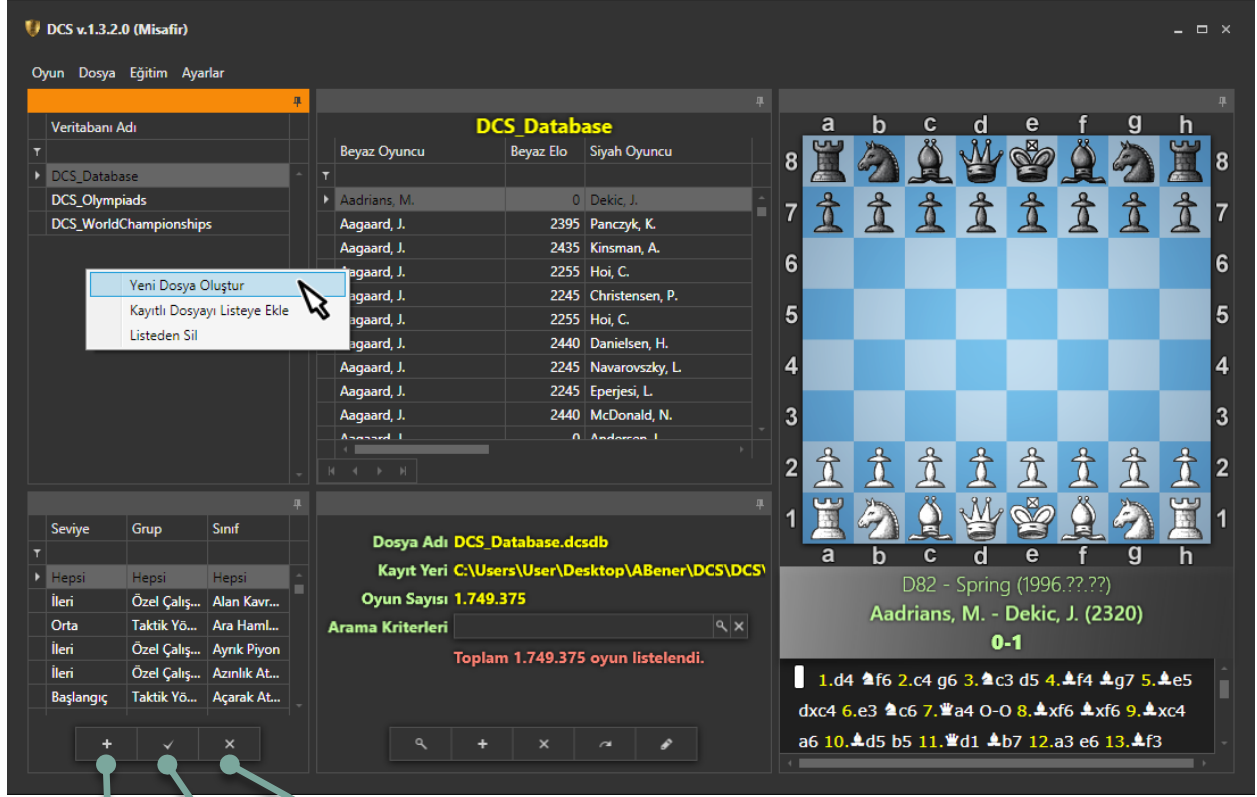 DCS v.1.3.2.0 (Misafir)
Oyun Dosya Eğitim Ayarlar
Veritabanı Adı
DCS_Database
DCS_Olympiads
DCS_WorldChampionships
Yeni Dosya Oluştur
Kayıtlı Dosyayı Listeye Ekle
Listeden Sil
DCS_Database
Beyaz Oyuncu Beyaz Elo Siyah Oyuncu
Aadrians, M. 0 Dekic, J.
Aagaard, J. 2395 Panczyk, K.
Aagaard, J. 2435 Kinsman, A.
agaard, J. 2255 Hoi, C.
agaard, J. 2245 Christensen, P.
agaard, J. 2255 Hoi, C.
agaard, J. 2440 Danielsen, H.
Aagaard, J. 2245 Navarovszky, L.
Aagaard, J. 2245 Eperjesi, L.
Aagaard, J. 2440 McDonald, N.
Aagaard, J. 0 Andersen, J.
Seviye Grup Sınıf
Hepsi Hepsi Hepsi
İleri Özel Çalış... Alan Kavr...
Orta Taktik Yö... Ara Haml...
İleri Özel Çalış... Ayrık Piyon
İleri Özel Çalış... Azınlık At...
Başlangıç Taktik Yö... Açarak At...
Dosya Adı DCS_Database.dcsdb
Kayıt Yeri C:\Users\User\Desktop\ABener\DCS\DCS\
Oyun Sayısı 1.749.375
Arama Kriterleri
Toplam 1.749.375 oyun listelendi.
a b c d e f g h
8 8
7 7
6 6
5 5
4 4
3 3
2 2
1 1
a b c d e f g h
D82 - Spring (1996.??.??)
Aadrians, M. - Dekic, J. (2320)
0-1
1.d4 ♞f6 2.c4 g6 3.♞c3 d5 4.♝f4 ♝g7 5.♝e5
dxc4 6.e3 ♞c6 7.♛a4 O-O 8.♝xf6 ♝xf6 9.♝xc4
a6 10.♝d5 b5 11.♛d1 ♝b7 12.a3 e6 13.♝f3